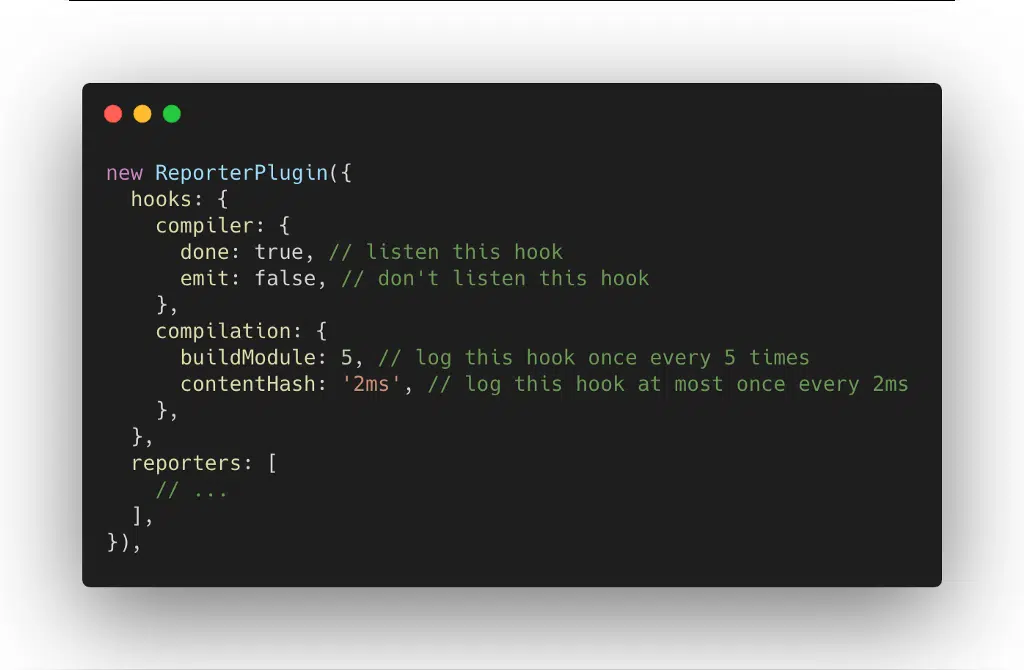 new ReporterPlugin({
  hooks: {
    compiler: {
      done: true, // listen this hook
      emit: false, // don't listen this hook
    },
    compilation: {
      buildModule: 5, // log this hook once every 5 times
      contentHash: '2ms', // log this hook at most once every 2ms
    },
  },
  reporters: [
    // ...
  ],
}),